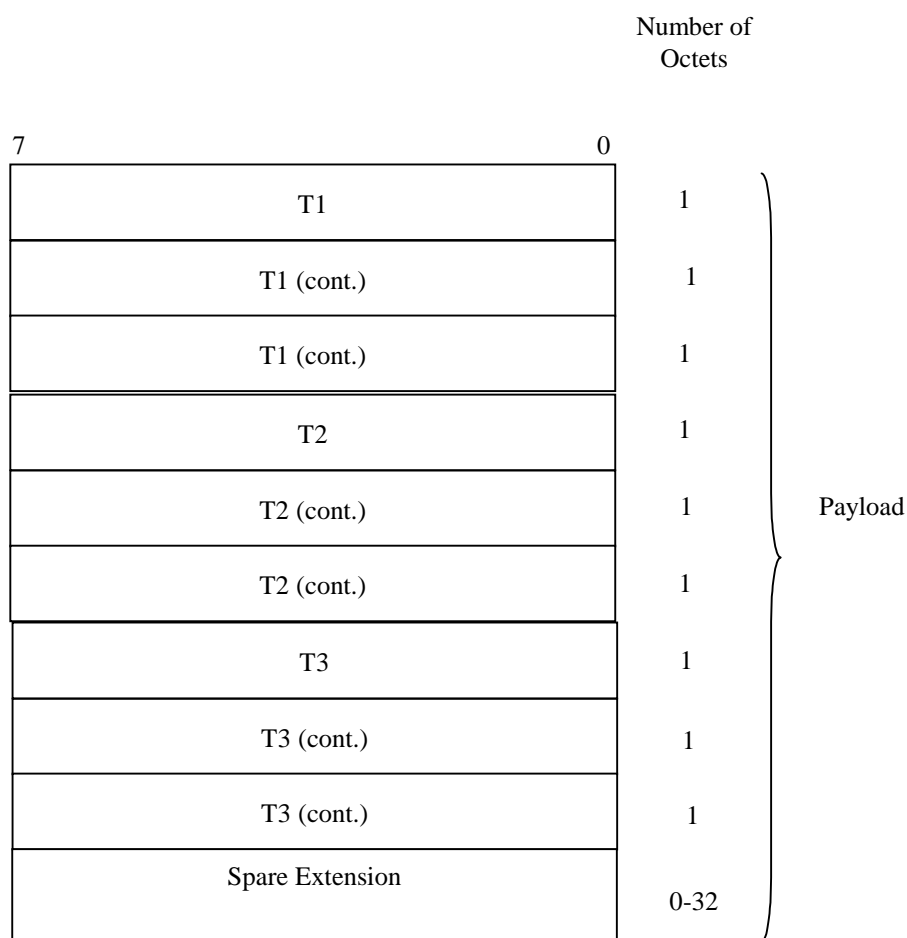 Number of
Octets
7 0
T1 1
T1 (cont.) 1
T1 (cont.) 1
T2 1
T2 (cont.) 1
Payload
T2 (cont.) 1
T3 1
T3 (cont.) 1
T3 (cont.) 1
Spare Extension
0-32